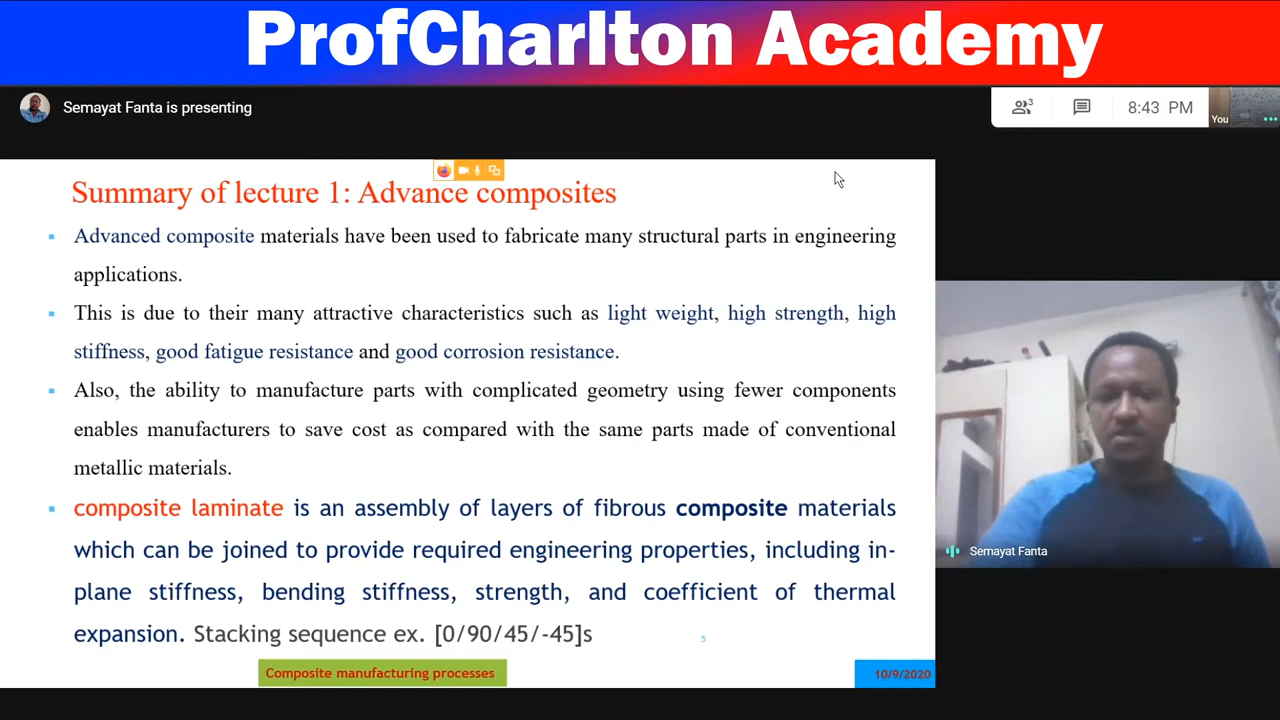 ProfCharlton Academy
Semayat Fanta is presenting
3
8:43 PM
You
Summary of lecture 1: Advance composites
Advanced composite materials have been used to fabricate many structural parts in engineering
applications.
This is due to their many attractive characteristics such as light weight, high strength, high
stiffness, good fatigue resistance and good corrosion resistance.
Also, the ability to manufacture parts with complicated geometry using fewer components
enables manufacturers to save cost as compared with the same parts made of conventional
metallic materials.
composite laminate is an assembly of layers of fibrous composite materials
which can be joined to provide required engineering properties, including in-
plane stiffness, bending stiffness, strength, and coefficient of thermal
expansion. Stacking sequence ex. [0/90/45/-45]s
5
Composite manufacturing processes
10/9/2020
Semayat Fanta